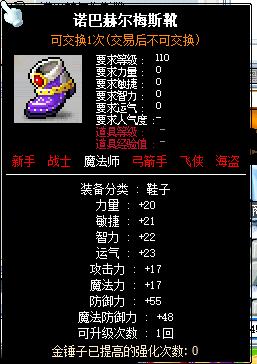 诺巴赫尔梅斯靴
可交换1次(交易后不可交换)
要求等级： 110
要求力量： 0
要求敏捷： 0
要求智力： 0
要求运气： 0
要求人气度： -
道具等级： -
道具经验值： -
新手 战士 魔法师 弓箭手 飞侠 海盗
装备分类： 鞋子
力量： +20
敏捷： +21
智力： +22
运气： +23
攻击力： +17
魔法力： +17
防御力： +55
魔法防御力： +48
可升级次数： 1回
金锤子已提高的强化次数: 0